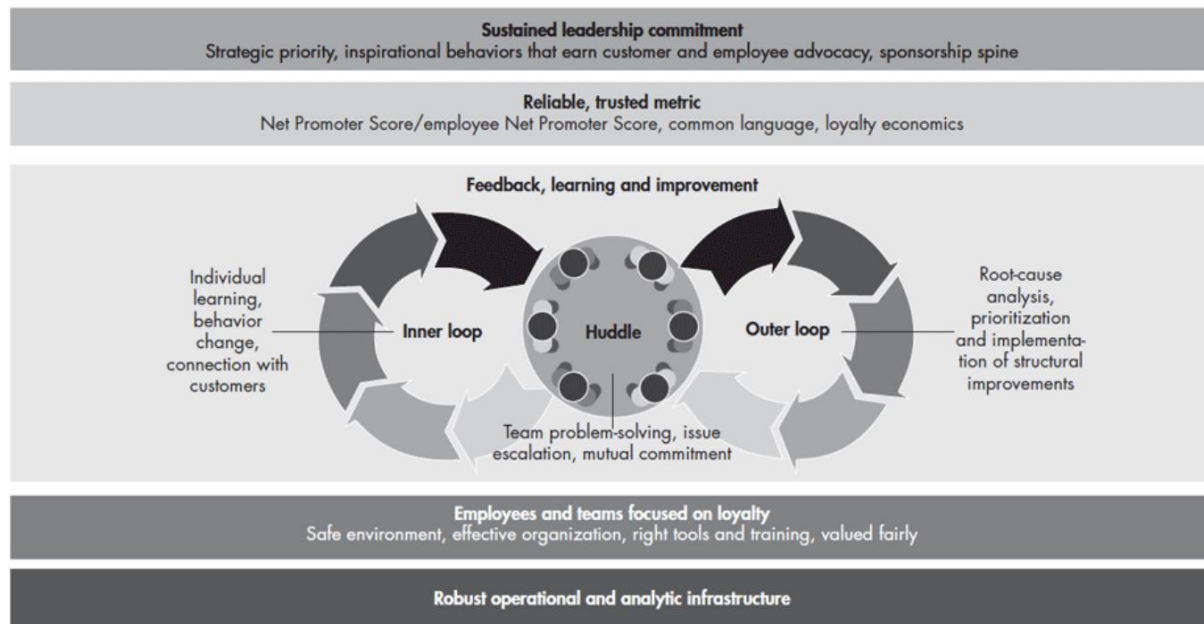 Sustained leadership commitment
Strategic priority, inspirational behaviors that earn customer and employee advocacy, sponsorship spine
Reliable, trusted metric
Net Promoter Score/employee Net Promoter Score, common language, loyalty economics
Feedback, learning and improvement
Individual
learning,
behavior
change,
connection with
customers
Inner loop
Huddle
Team problem-solving, issue
escalation, mutual commitment
Outer loop
Root-cause
analysis,
prioritization
and implementa-
tion of structural
improvements
Employees and teams focused on loyalty
Safe environment, effective organization, right tools and training, valued fairly
Robust operational and analytic infrastructure